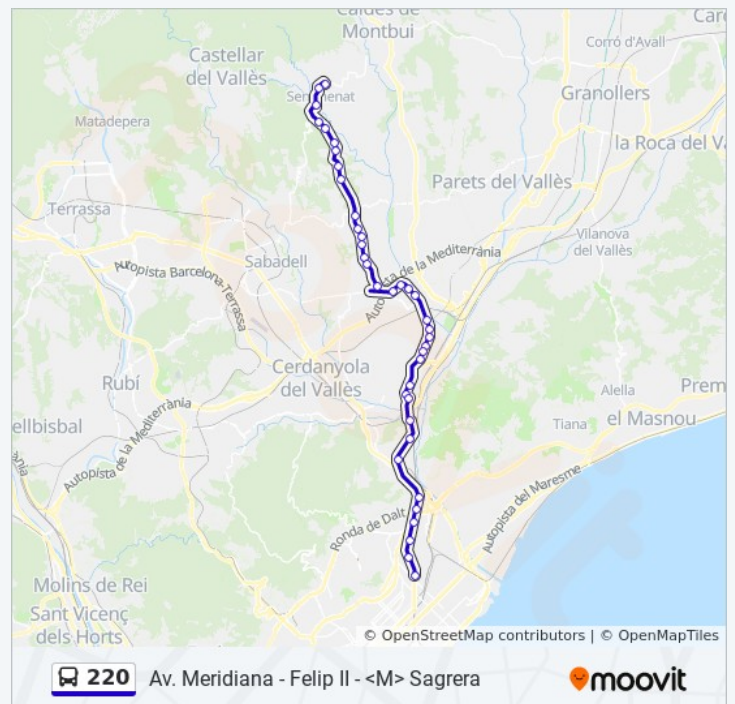 Caldes de
Montbui
Castellar
del Vallès
Corró d'Avall
Granollers
Matadepera
la Roca del V
Parets del Vallès
Terrassa
Vilanova
del Vallès
Sabadell
Autopista Barcelona-Terrassa
de la Mediterrània
Cerdanyola
del Vallès
Rubí
Alella
Prem
ellbisbal
Tiana
el Masnou
Autopista de la Mediterrània
Autopista del Maresme
Ronda de Dalt
Molins de Rei
Sant Vicenç
dels Horts
© OpenStreetMap contributors | © OpenMapTiles
220 Av. Meridiana - Felip II - <M> Sagrera
moovit